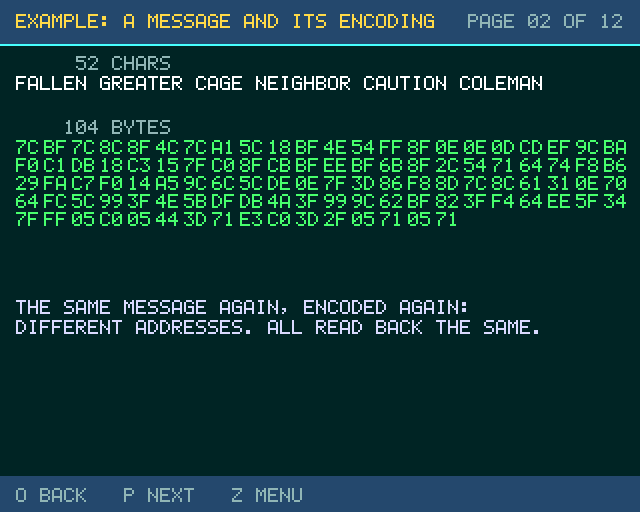 EXAMPLE: A MESSAGE AND ITS ENCODING PAGE 02 OF 12
52 CHARS
FALLEN GREATER CAGE NEIGHBOR CAUTION COLEMAN
104 BYTES
7C BF 7C 8C 8F 4C 7C A1 5C 18 BF 4E 54 FF 8F 0E 0E 0D CD EF 9C BA
F0 C1 DB 18 C3 15 7F C0 8F CB BF EE BF 6B 8F 2C 54 71 64 74 F8 B6
29 FA C7 F0 14 A5 9C 6C 5C DE 0E 7F 3D 86 F8 8D 7C 8C 61 31 0E 70
64 FC 5C 99 3F 4E 5B DF DB 4A 3F 99 9C 62 BF 82 3F F4 64 EE 5F 34
7F FF 05 C0 05 44 3D 71 E3 C0 3D 2F 05 71 05 71
THE SAME MESSAGE AGAIN, ENCODED AGAIN:
DIFFERENT ADDRESSES. ALL READ BACK THE SAME.
O BACK P NEXT Z MENU